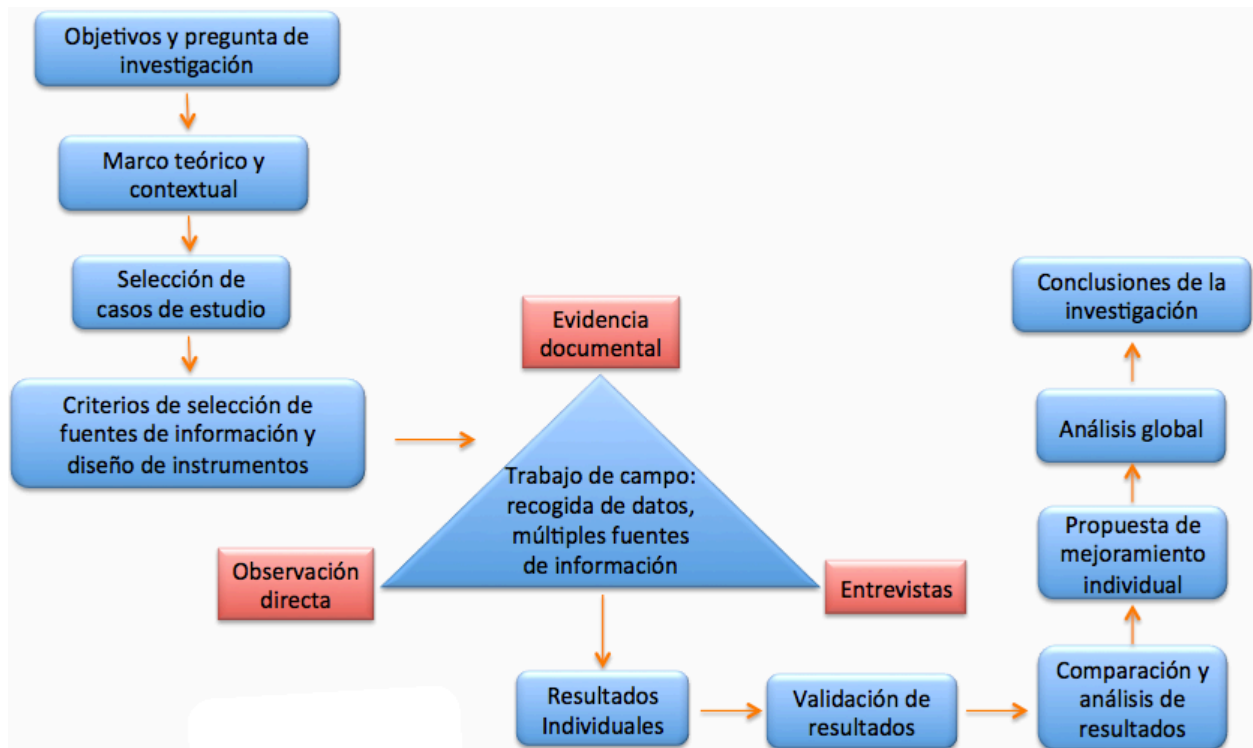 Objetivos y pregunta de
investigación
Marco teórico y
contextual
Selección de
casos de estudio
Criterios de selección de
fuentes de información y
diseño de instrumentos
Evidencia
documental
Trabajo de campo:
recogida de datos,
múltiples fuentes
de información
Observación
directa
Entrevistas
Resultados
Individuales
Validación de
resultados
Comparación y
análisis de
resultados
Propuesta de
mejoramiento
individual
Análisis global
Conclusiones de la
investigación